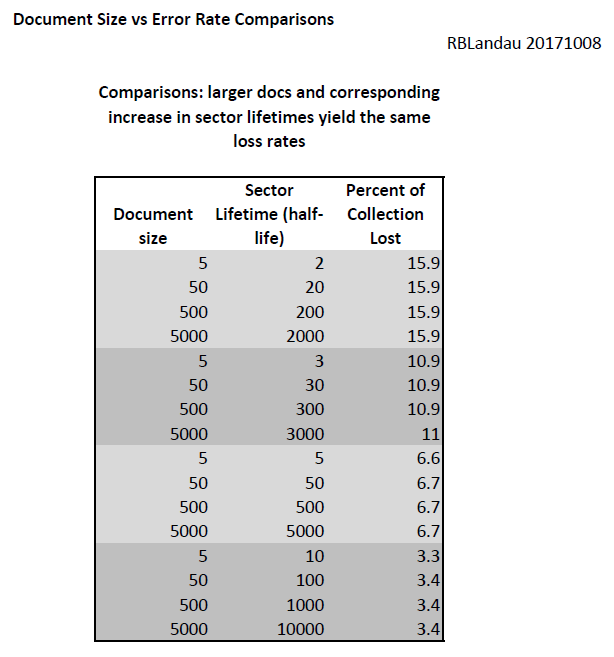 Document Size vs Error Rate Comparisons
RBLandau 20171008
Comparisons: larger docs and corresponding
increase in sector lifetimes yield the same
loss rates
Document size Sector Lifetime (half-life) Percent of Collection Lost
5 2 15.9
50 20 15.9
500 200 15.9
5000 2000 15.9
5 3 10.9
50 30 10.9
500 300 10.9
5000 3000 11
5 5 6.6
50 50 6.7
500 500 6.7
5000 5000 6.7
5 10 3.3
50 100 3.4
500 1000 3.4
5000 10000 3.4